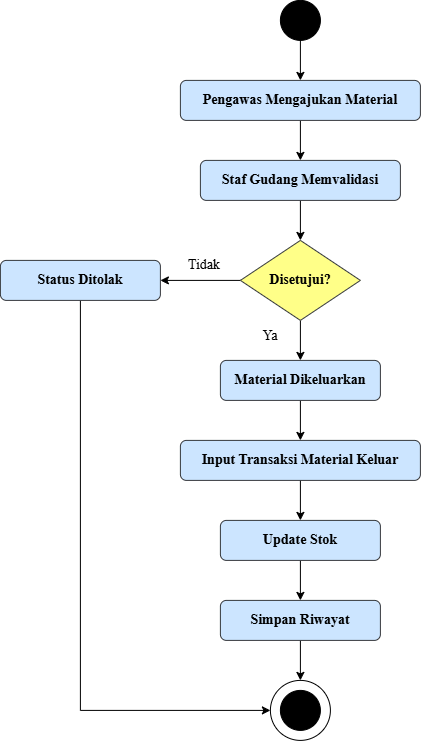 Pengawas Mengajukan Material
Staf Gudang Memvalidasi
Disetujui?
Tidak
Status Ditolak
Ya
Material Dikeluarkan
Input Transaksi Material Keluar
Update Stok
Simpan Riwayat